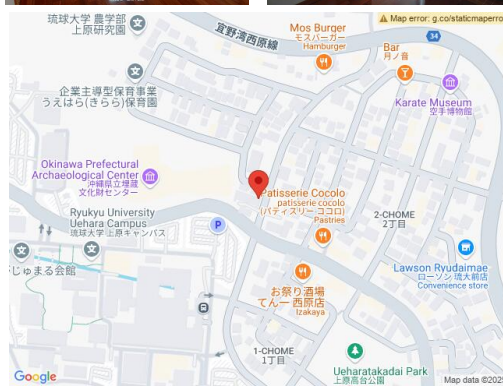 琉球大学 農学部
上原研究園
宜野湾西原線
Mos Burger
モスバーガー
Hamburger
Map error: g.co/staticmaperro
34
Bar
月ノ音
企業主導型保育事業
うえはら(きらら)保育園
Karate Museum
空手博物館
Okinawa Prefectural
Archaeological Center
沖縄県立埋蔵
文化財センター
Patisserie Cocolo
patisserie cocolo
(パティスリーココロ)
Pastries
Ryukyu University
Uehara Campus
琉球大学 上原キャンパス
P
2-CHOME
2丁目
じゅまる会館
Lawson Ryudaimae
ローソン 琉大前店
Convenience store
お祭り酒場
てんー 西原店
Izakaya
1-CHOME
1丁目
Ueharatakadai Park
上原高台公園
Google
Map data ©202